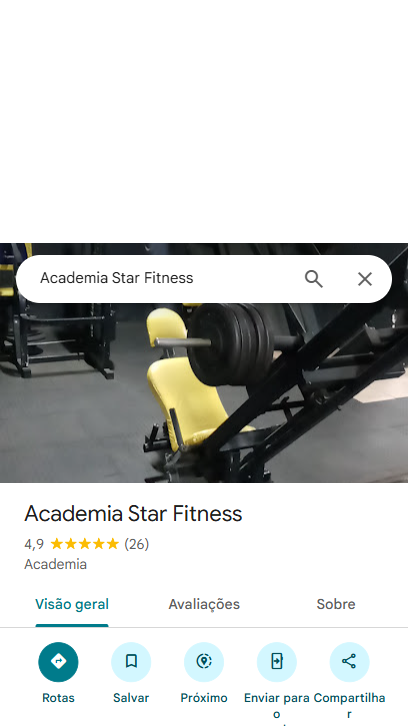 Academia Star Fitness
Academia Star Fitness
4,9 ★★★★★ (26)
Academia
Visão geral Avaliações Sobre
Rotas Salvar Próximo Enviar para Compartilha
o r